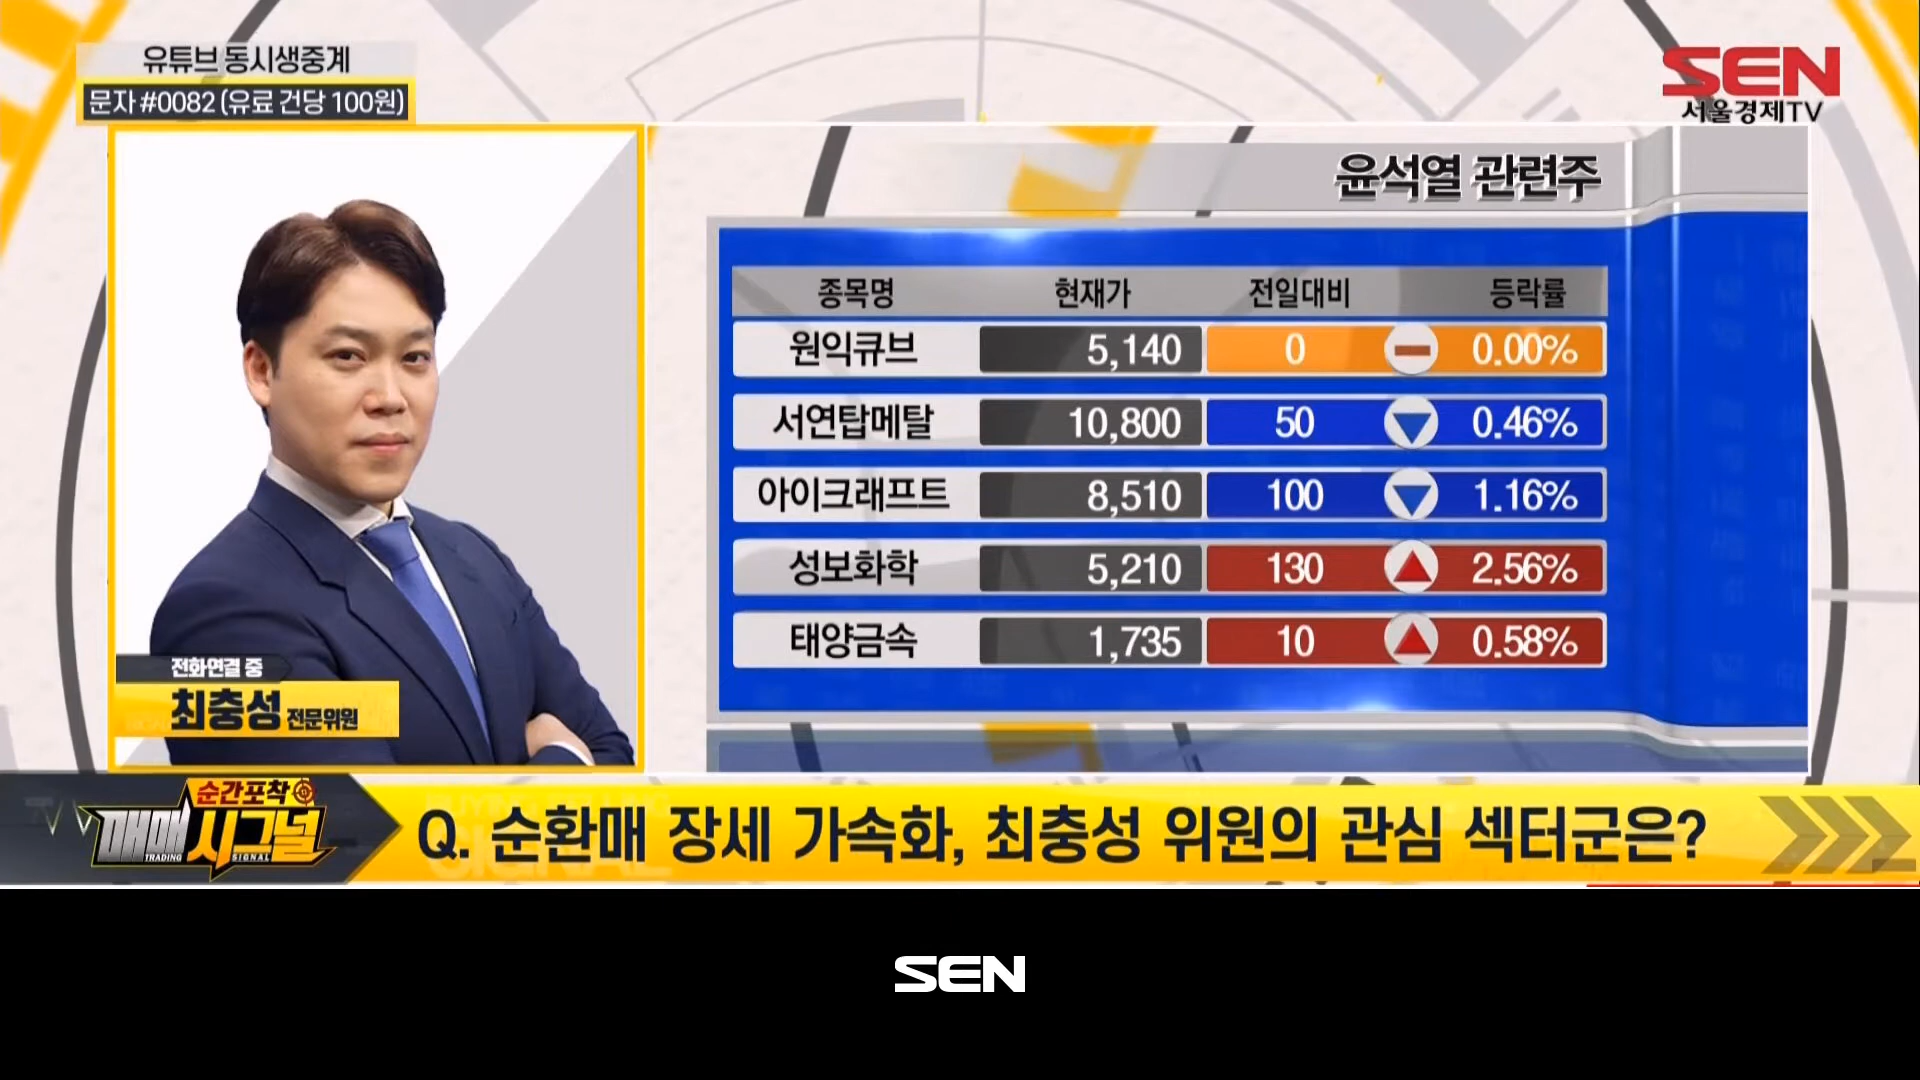 유튜브 동시생중계
문자 #0082 (유료 건당 100원)
SEN
서울경제TV
윤석열 관련주
종목명 현재가 전일대비 등락률
원익큐브 5,140 0 0.00%
서연탑메탈 10,800 50 0.46%
아이크래프트 8,510 100 1.16%
성보화학 5,210 130 2.56%
태양금속 1,735 10 0.58%
전화연결 중
최충성 전문위원
순간포착
매매 시그널
TRADING SIGNAL
Q. 순환매 장세 가속화, 최충성 위원의 관심 섹터군은?
SEN